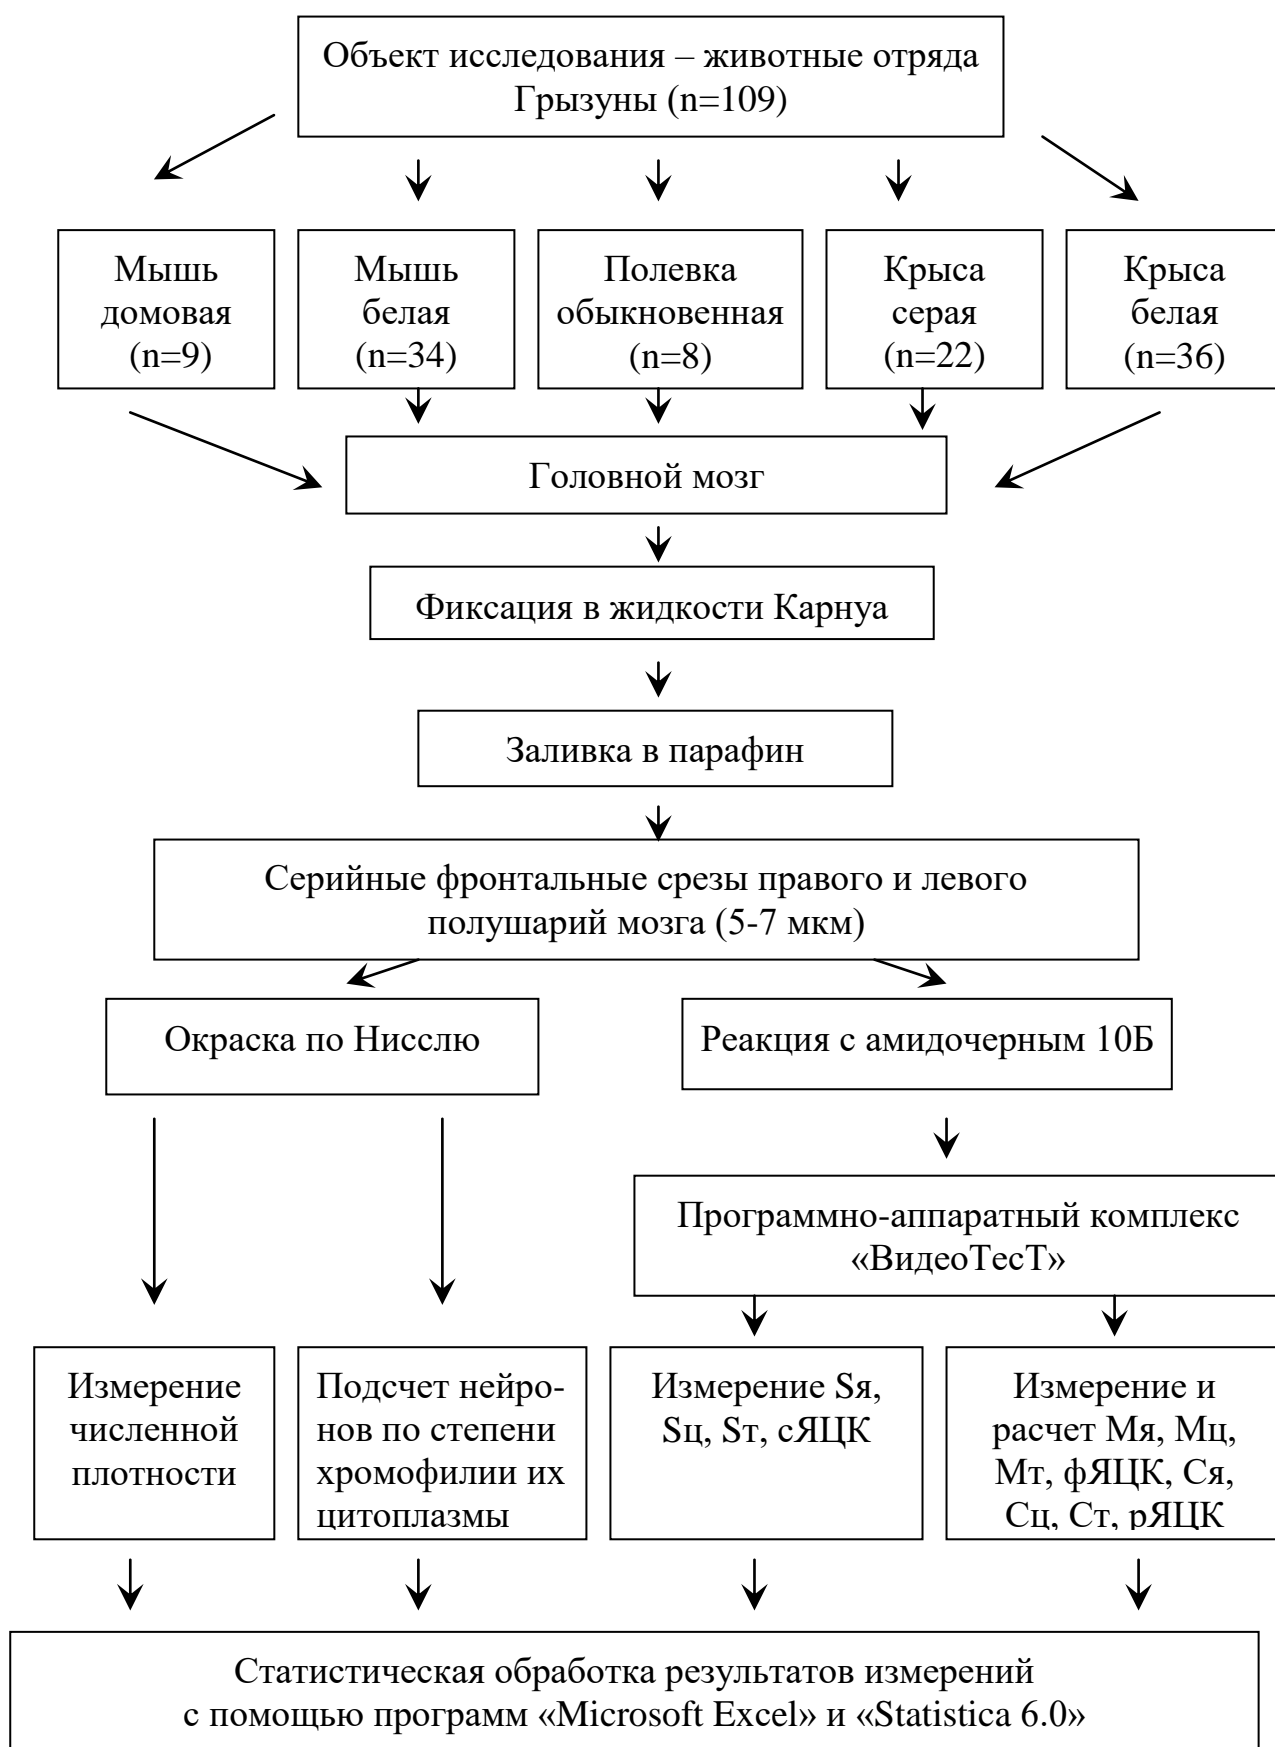 Объект исследования – животные отряда
Грызуны (n=109)
Мышь
домовая
(n=9)
Мышь
белая
(n=34)
Полевка
обыкновенная
(n=8)
Крыса
серая
(n=22)
Крыса
белая
(n=36)
Головной мозг
Фиксация в жидкости Карнуа
Заливка в парафин
Серийные фронтальные срезы правого и левого
полушарий мозга (5-7 мкм)
Окраска по Нисслю
Реакция с амидочерным 10Б
Программно-аппаратный комплекс
«ВидеоТесТ»
Измерение
численной
плотности
Подсчет нейро-
нов по степени
хромофилии их
цитоплазмы
Измерение Sя,
Sц, Sт, сЯЦК
Измерение и
расчет Мя, Мц,
Мт, фЯЦК, Ся,
Сц, Ст, рЯЦК
Статистическая обработка результатов измерений
с помощью программ «Microsoft Excel» и «Statistica 6.0»